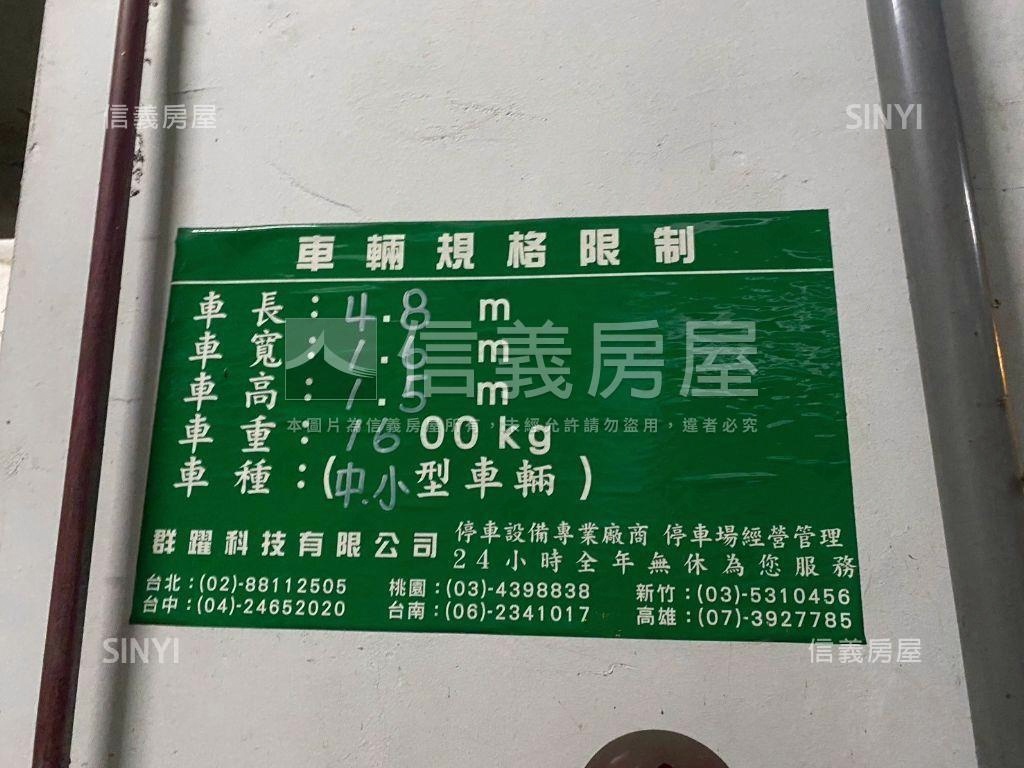 信義房屋
SINYI
車輛規格限制
車長：4.8 m
車寬：1.6 m
信義房屋
車高：1.5 m
本圖片為信義房屋所有，未經允許請勿盜用，違者必究
車重：1600kg
車種：(中.小型車輛)
群躍科技有限公司
停車設備專業廠商 停車場經營管理
24小時全年無休為您服務
台北：(02)-88112505 桃園：(03)-4398838 新竹：(03)-5310456
台中：(04)-24652020 台南：(06)-2341017 高雄：(07)-3927785
SINYI
信義房屋